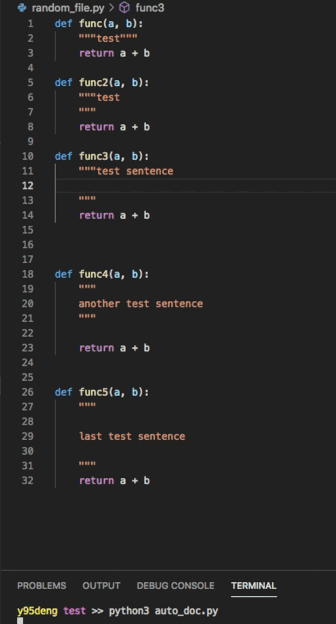 random_file.py > func3
1 def func(a, b):
2 """test"""
3 return a + b
4
5 def func2(a, b):
6 """test
7 """
8 return a + b
9
10 def func3(a, b):
11 """test sentence
12
13 """
14 return a + b
15
16
17
18 def func4(a, b):
19 """
20 another test sentence
21 """
22
23 return a + b
24
25
26 def func5(a, b):
27 """
28
29 last test sentence
30
31 """
32 return a + b
PROBLEMS OUTPUT DEBUG CONSOLE TERMINAL
y95deng test >> python3 auto_doc.py